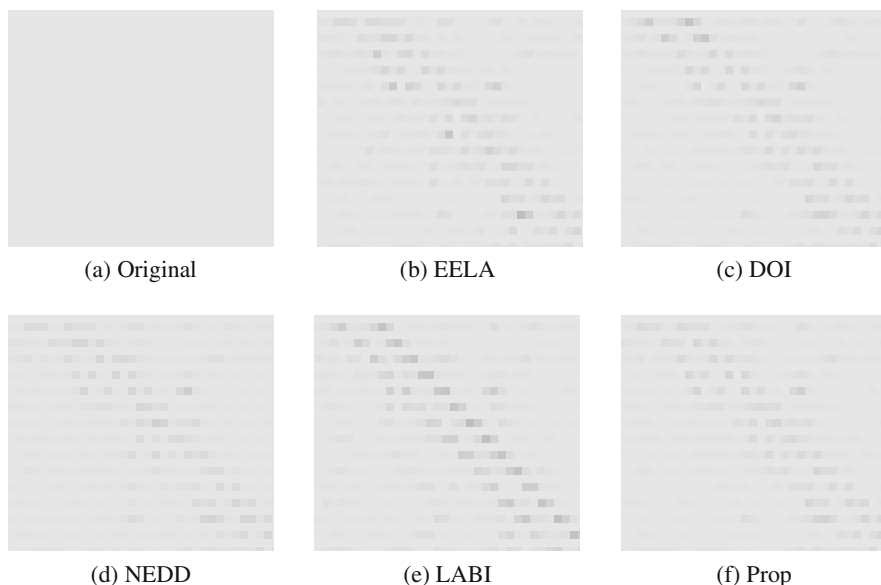 (a) Original
(b) EELA
(c) DOI
(d) NEDD
(e) LABI
(f) Prop